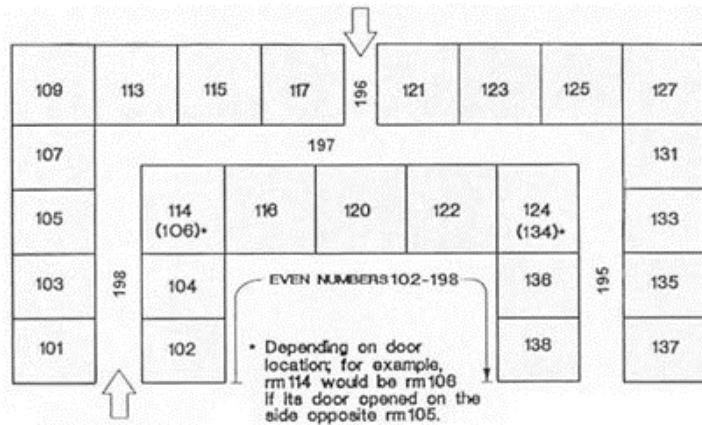 196
109 113 115 117 121 123 125 127
107 197 131
105 114 116 120 122 124 133
(106)* (134)*
103 198 104 EVEN NUMBERS 102-198 136 195 135
101 102 138 137
* Depending on door
location; for example,
rm 114 would be rm 106
if its door opened on the
side opposite rm 105.